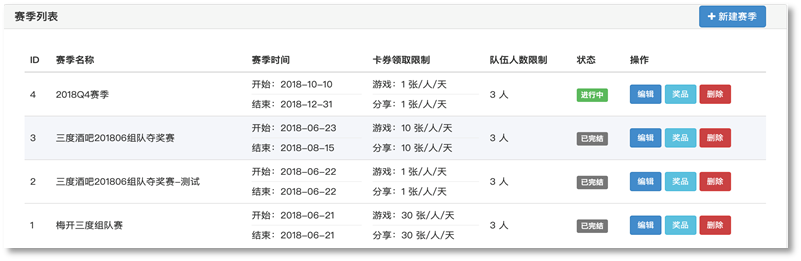 赛季列表 + 新建赛季
ID 赛季名称 赛季时间 卡券领取限制 队伍人数限制 状态 操作
开始：2018-10-10 游戏：1 张/人/天
4 2018Q4赛季 3 人 进行中 编辑 奖品 删除
结束：2018-12-31 分享：1 张/人/天
开始：2018-06-23 游戏：10 张/人/天
3 三度酒吧201806组队夺奖赛 3 人 已完结 编辑 奖品 删除
结束：2018-08-15 分享：10 张/人/天
开始：2018-06-22 游戏：1 张/人/天
2 三度酒吧201806组队夺奖赛-测试 3 人 已完结 编辑 奖品 删除
结束：2018-06-22 分享：1 张/人/天
开始：2018-06-21 游戏：30 张/人/天
1 梅开三度组队赛 3 人 已完结 编辑 奖品 删除
结束：2018-06-21 分享：30 张/人/天